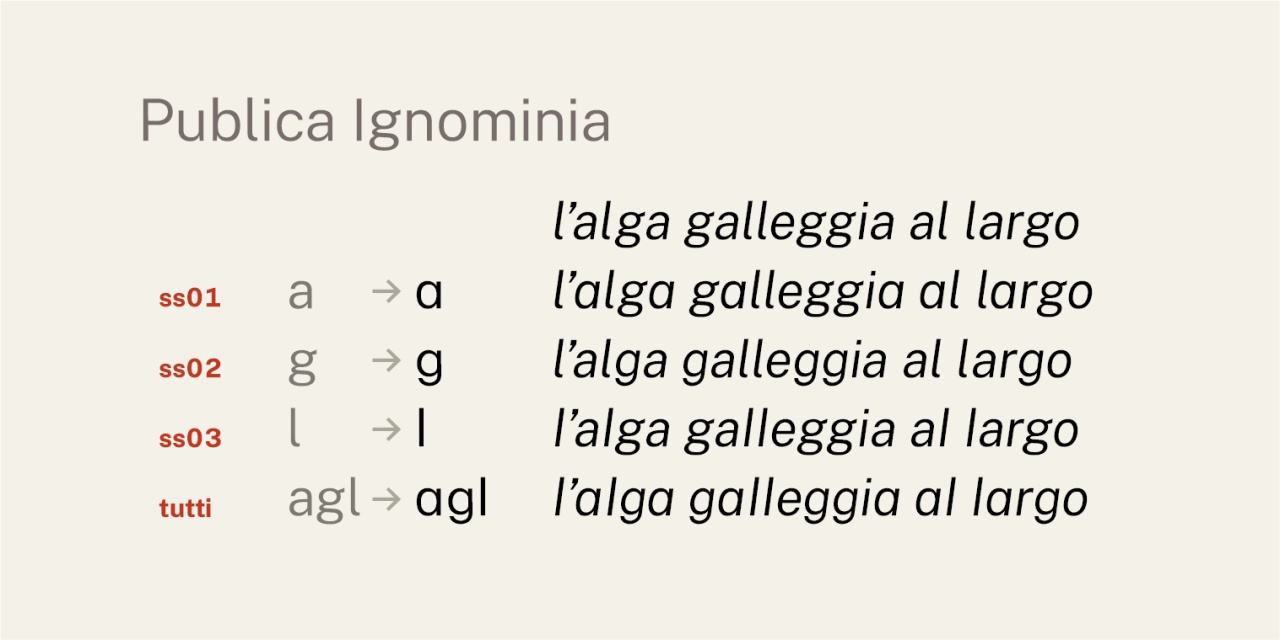 Publica Ignominia
l’alga galleggia al largo
ss01 a → ɑ l’alga galleggia al largo
ss02 g → g l’alga galleggia al largo
ss03 l → l l’alga galleggia al largo
tutti agl → ɑgl l’alga galleggia al largo